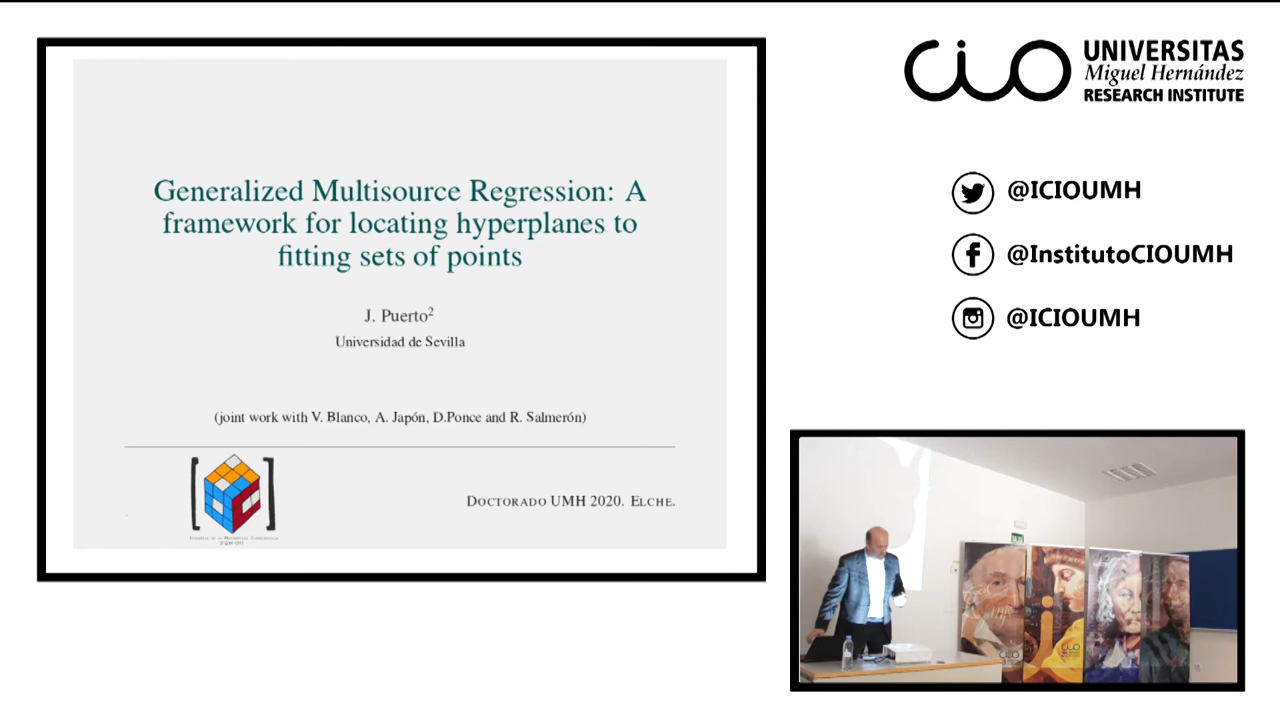 Generalized Multisource Regression: A
framework for locating hyperplanes to
fitting sets of points
J. Puerto2
Universidad de Sevilla
(joint work with V. Blanco, A. Japón, D.Ponce and R. Salmerón)
DOCTORADO UMH 2020. ELCHE.
cio
UNIVERSITAS
Miguel Hernández
RESEARCH INSTITUTE
@ICIOUMH
@InstitutoCIOUMH
@ICIOUMH